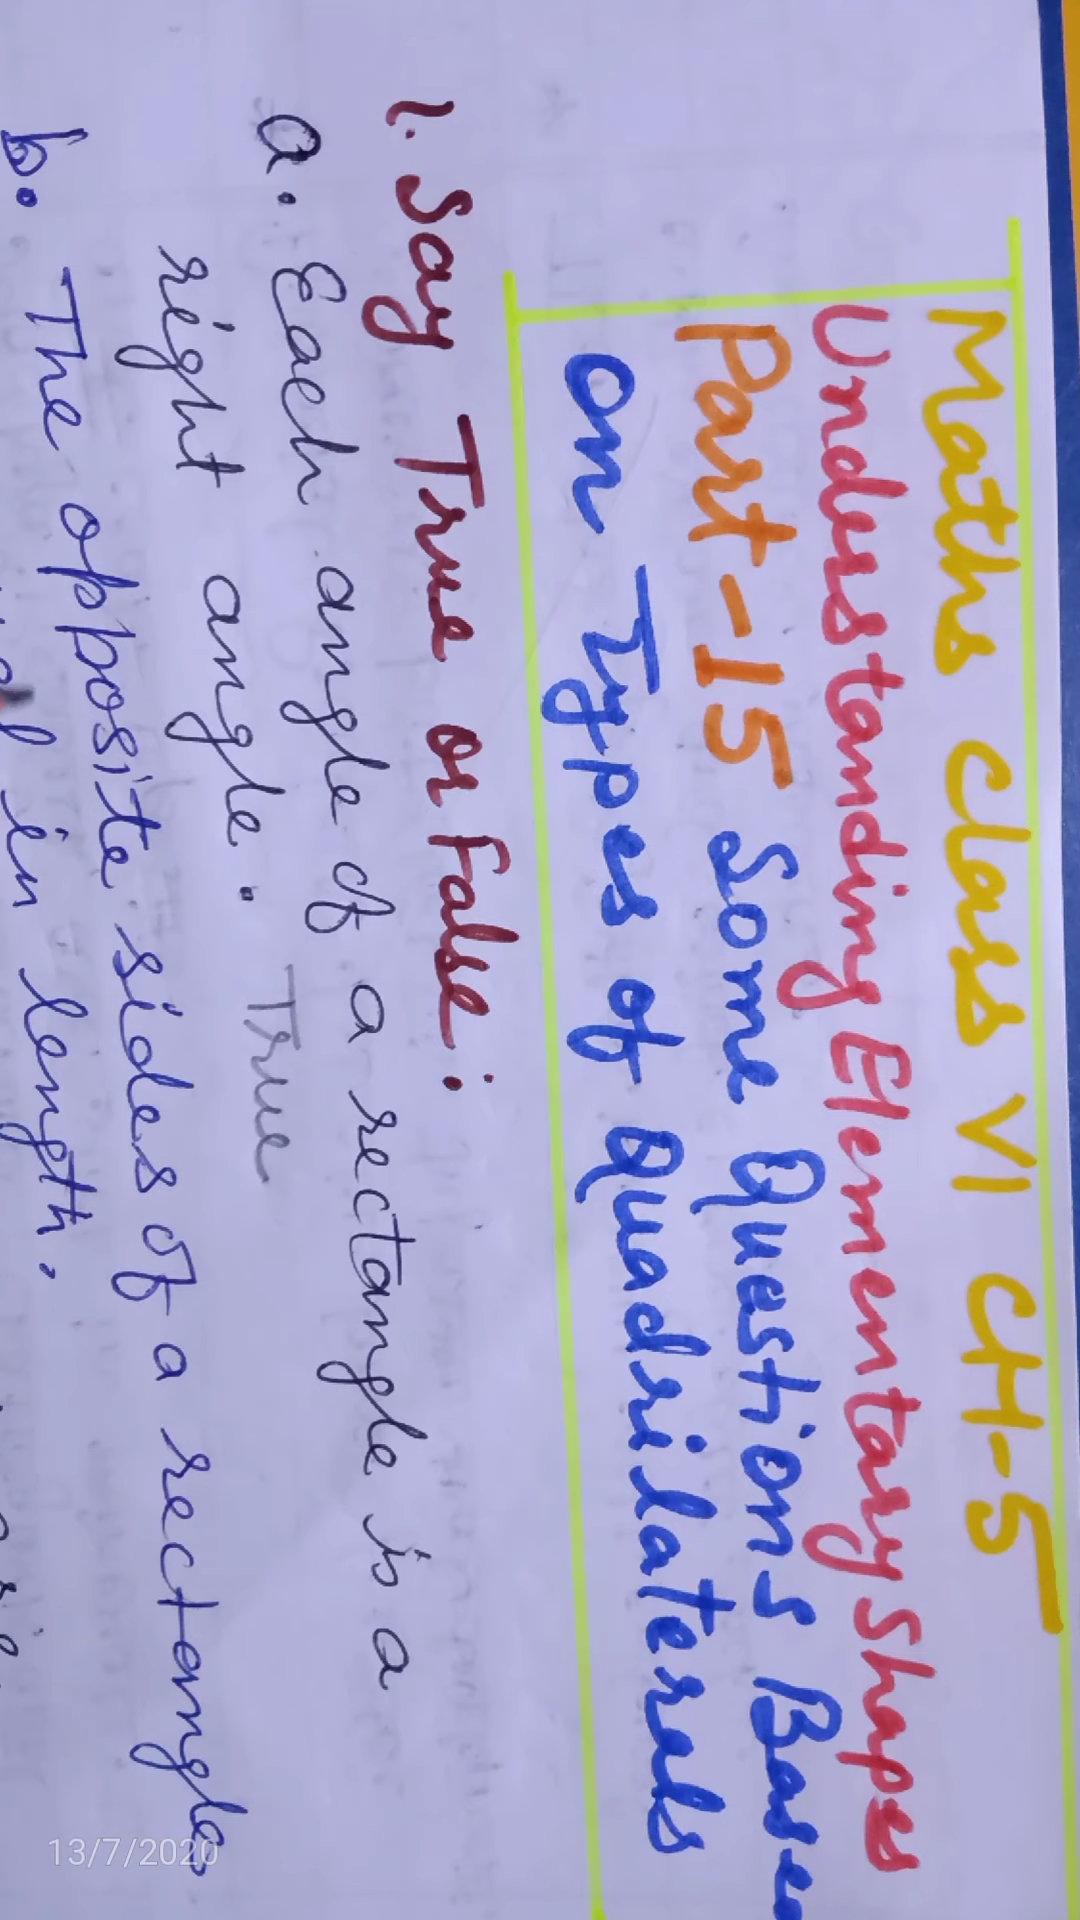 Maths Class VI CH-5
Understanding Elementary Shapes
Part-15 Some Questions Based
on Types of Quadrilaterals
1. Say True or False:
a. Each angle of a rectangle is a
right angle. True
b. The opposite sides of a rectangle
in length.
13/7/2020